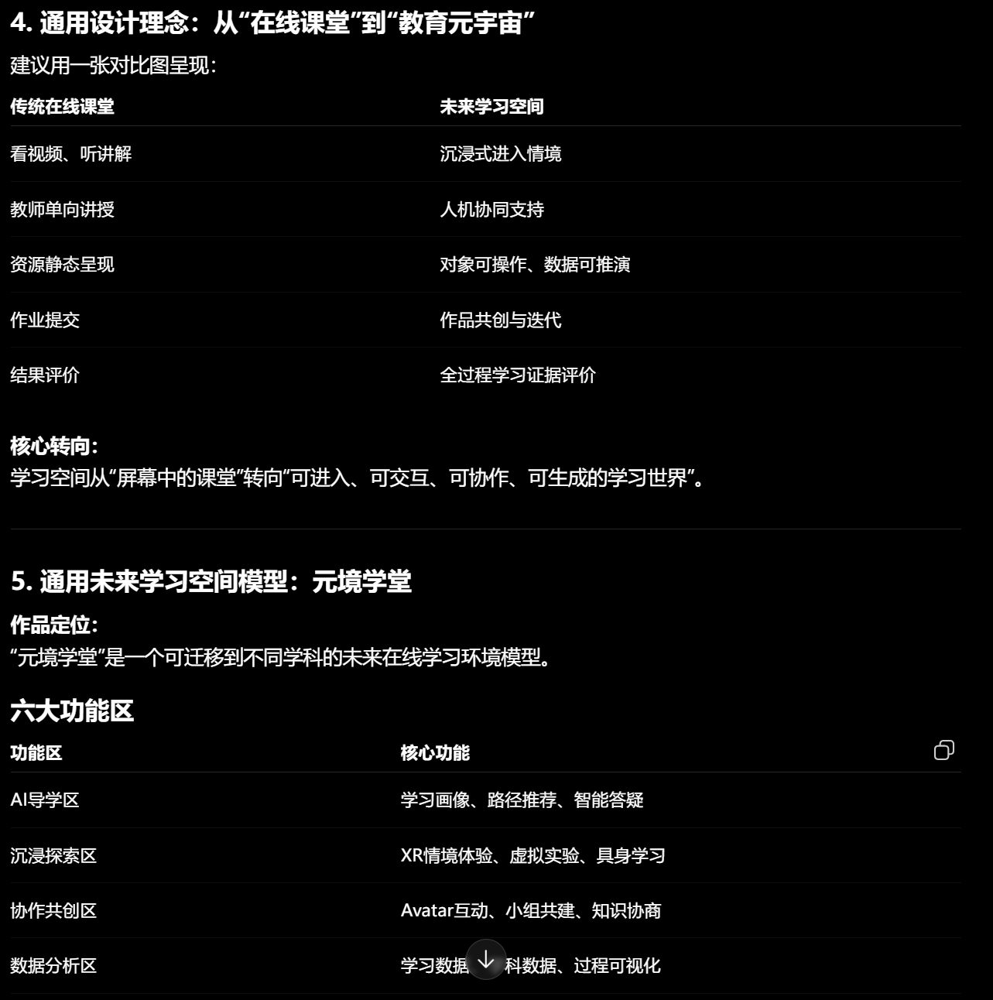 4. 通用设计理念：从“在线课堂”到“教育元宇宙”
建议用一张对比图呈现：
传统在线课堂 未来学习空间
看视频、听讲解 沉浸式进入情境
教师单向讲授 人机协同支持
资源静态呈现 对象可操作、数据可推演
作业提交 作品共创与迭代
结果评价 全过程学习证据评价
核心转向：
学习空间从“屏幕中的课堂”转向“可进入、可交互、可协作、可生成的学习世界”。
5. 通用未来学习空间模型：元境学堂
作品定位：
“元境学堂”是一个可迁移到不同学科的未来在线学习环境模型。
六大功能区
功能区 核心功能
AI导学区 学习画像、路径推荐、智能答疑
沉浸探索区 XR情境体验、虚拟实验、具身学习
协作共创区 Avatar互动、小组共建、知识协商
数据分析区 学习数据 科数据、过程可视化